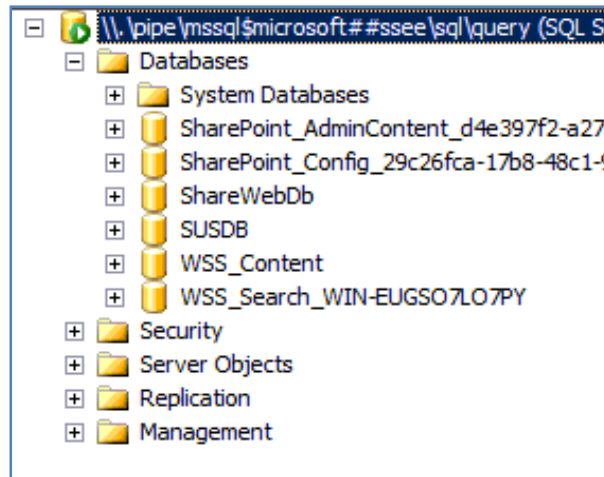 \\.\pipe\mssql$microsoft##ssee\sql\query (SQL S
Databases
System Databases
SharePoint_AdminContent_d4e397f2-a27
SharePoint_Config_29c26fca-17b8-48c1-9
ShareWebDb
SUSDB
WSS_Content
WSS_Search_WIN-EUGSO7LO7PY
Security
Server Objects
Replication
Management